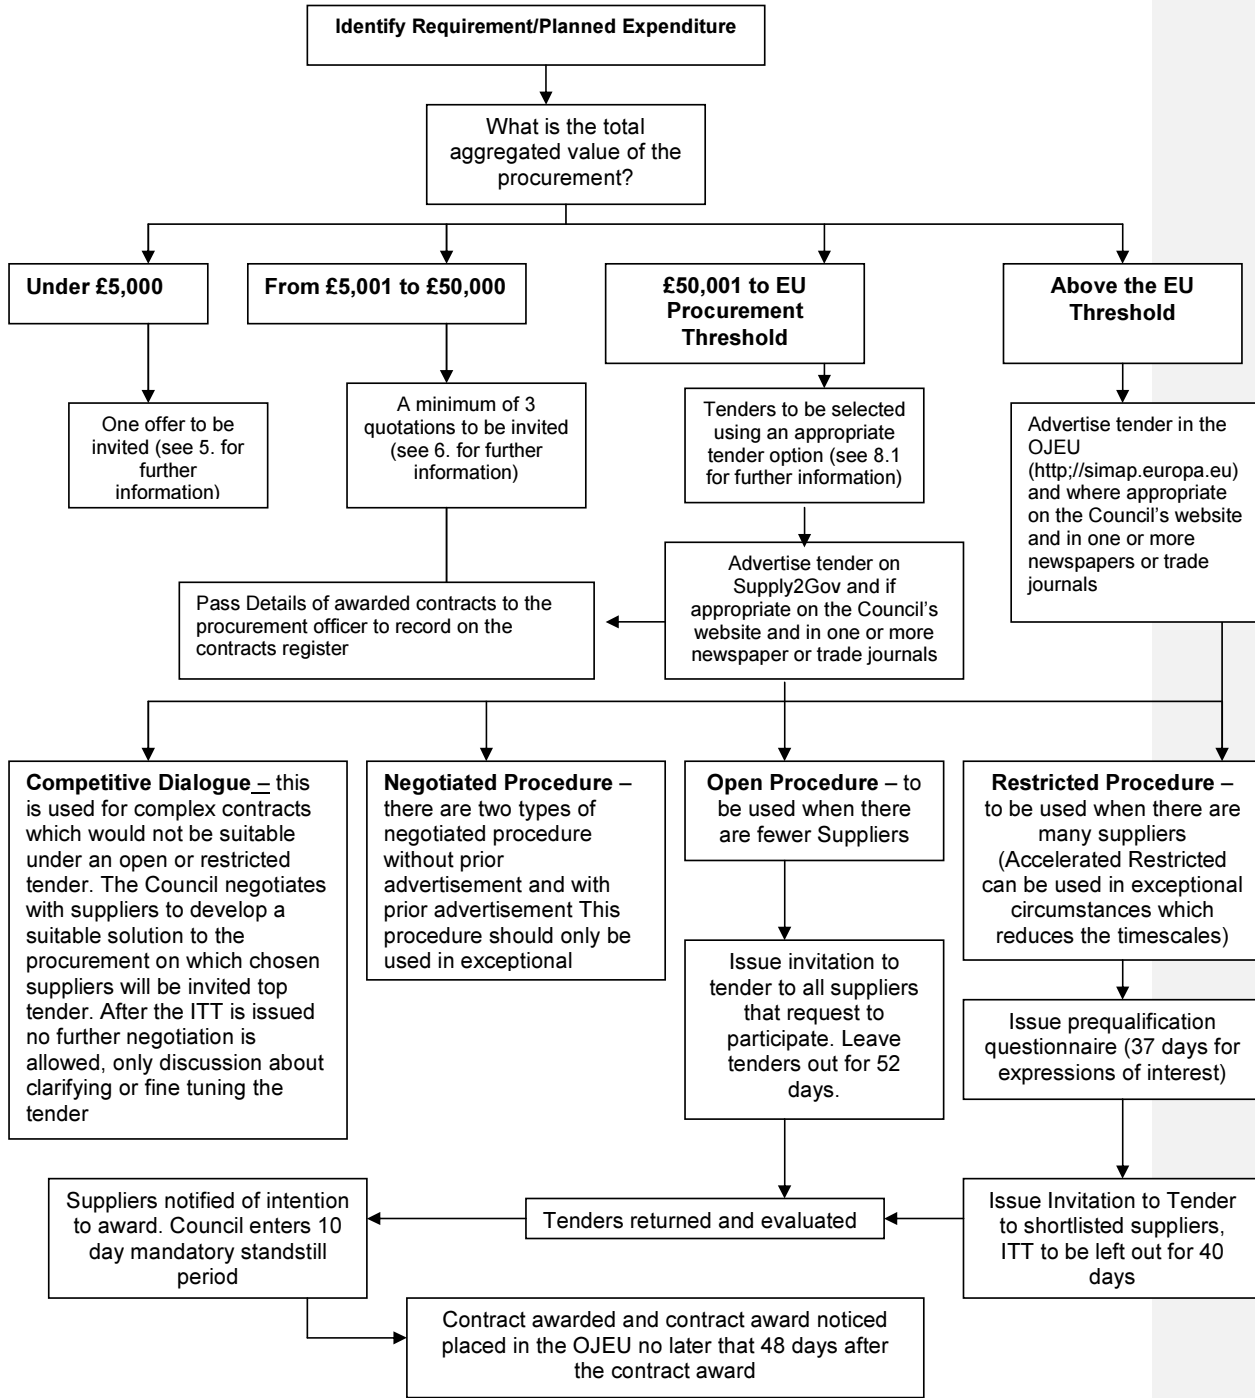 Identify Requirement/Planned Expenditure
What is the total
aggregated value of the
procurement?
Under £5,000
From £5,001 to £50,000
£50,001 to EU
Procurement
Threshold
Above the EU
Threshold
One offer to be
invited (see 5. for
further
information)
A minimum of 3
quotations to be invited
(see 6. for further
information)
Tenders to be selected
using an appropriate
tender option (see 8.1
for further information)
Advertise tender in the
OJEU
(http;//simap.europa.eu)
and where appropriate
on the Council's website
and in one or more
newspapers or trade
journals
Pass Details of awarded contracts to the
procurement officer to record on the
contracts register
Advertise tender on
Supply2Gov and if
appropriate on the Council's
website and in one or more
newspaper or trade journals
Competitive Dialogue – this
is used for complex contracts
which would not be suitable
under an open or restricted
tender. The Council negotiates
with suppliers to develop a
suitable solution to the
procurement on which chosen
suppliers will be invited top
tender. After the ITT is issued
no further negotiation is
allowed, only discussion about
clarifying or fine tuning the
tender
Negotiated Procedure –
there are two types of
negotiated procedure
without prior
advertisement and with
prior advertisement This
procedure should only be
used in exceptional
Open Procedure – to
be used when there
are fewer Suppliers
Restricted Procedure –
to be used when there are
many suppliers
(Accelerated Restricted
can be used in exceptional
circumstances which
reduces the timescales)
Issue invitation to
tender to all suppliers
that request to
participate. Leave
tenders out for 52
days.
Issue prequalification
questionnaire (37 days for
expressions of interest)
Suppliers notified of intention
to award. Council enters 10
day mandatory standstill
period
Tenders returned and evaluated
Issue Invitation to Tender
to shortlisted suppliers,
ITT to be left out for 40
days
Contract awarded and contract award noticed
placed in the OJEU no later that 48 days after
the contract award